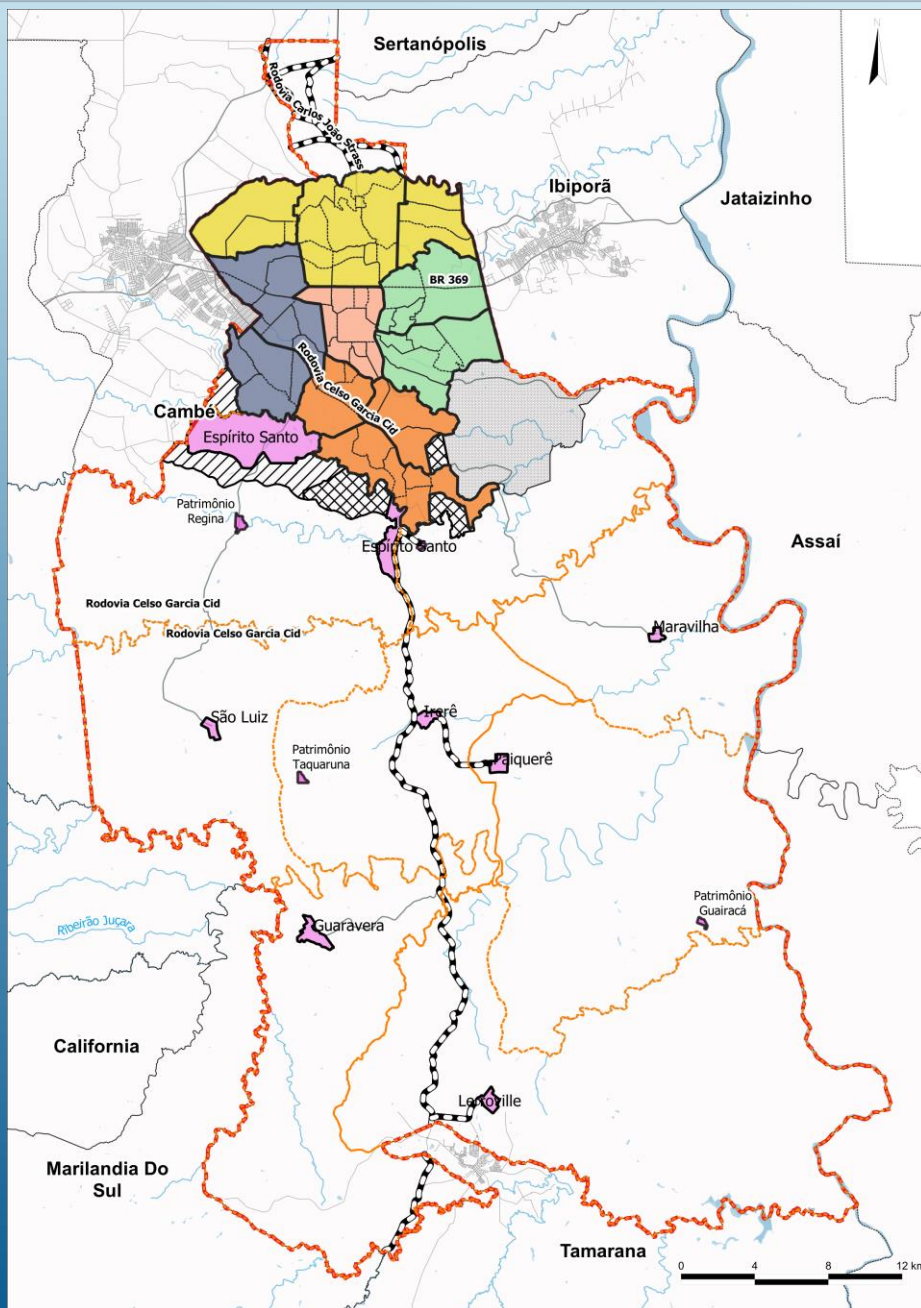 N
Sertanópolis
Rodovia Carlos João Strass
Ibiporã
Jataizinho
BR 369
Rodovia Celso Garcia Cid
Cambé
Espírito Santo
Patrimônio
Regina
Espírito Santo
Assaí
Rodovia Celso Garcia Cid
Rodovia Celso Garcia Cid
Maravilha
São Luiz
Irerê
Patrimônio
Taquaruna
Paiquerê
Patrimônio
Guairacá
Guaravera
Ribeirão Juçara
California
Lerroville
Marilandia Do
Sul
Tamarana
0 4 8 12 km